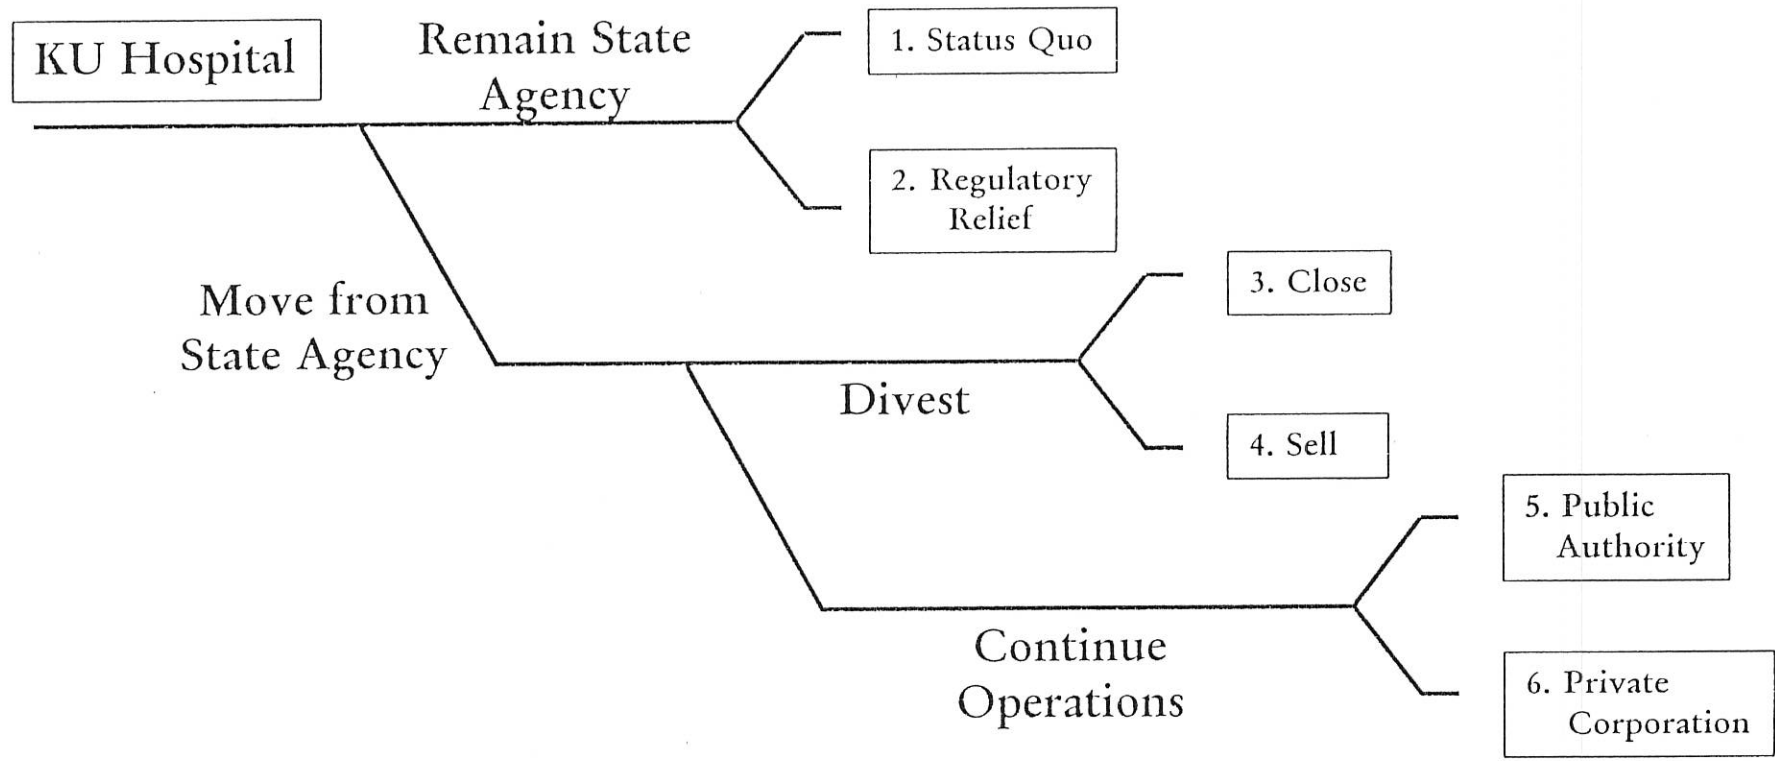 KU Hospital
Remain State
Agency
1. Status Quo
2. Regulatory
Relief
Move from
State Agency
3. Close
Divest
4. Sell
5. Public
Authority
Continue
Operations
6. Private
Corporation